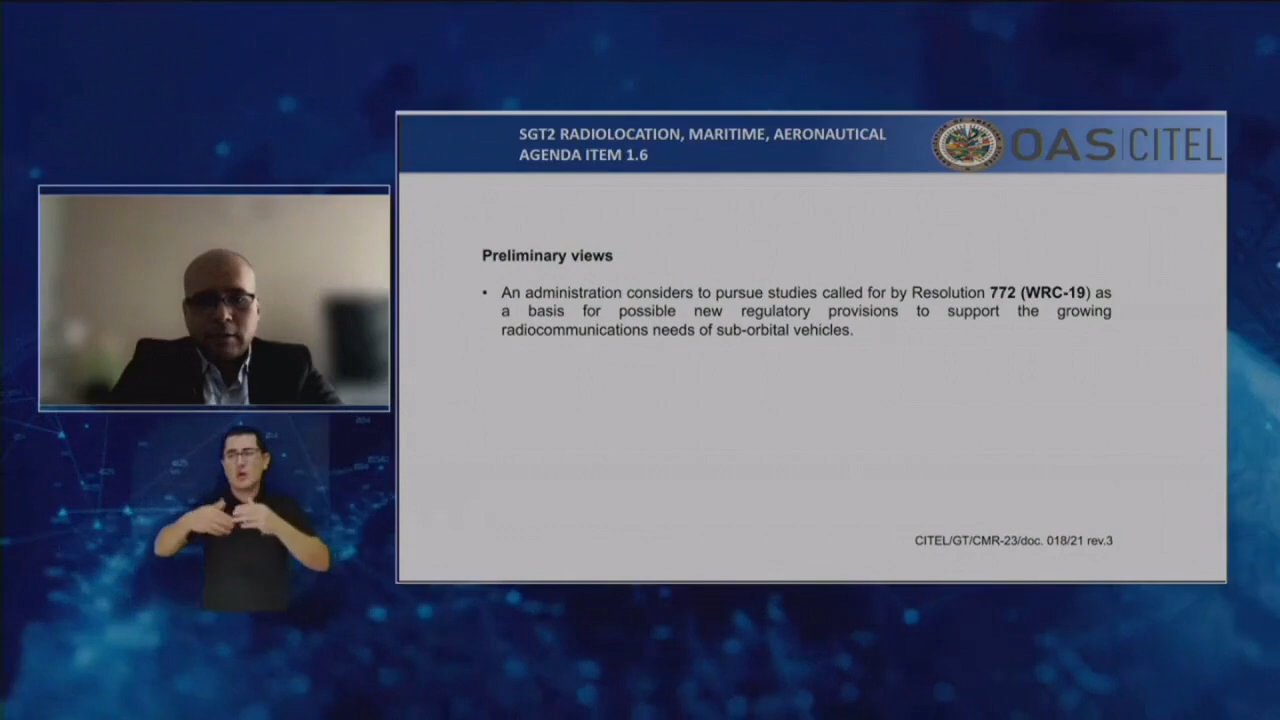 SGT2 RADIOLOCATION, MARITIME, AERONAUTICAL
AGENDA ITEM 1.6
OAS CITEL
Preliminary views
• An administration considers to pursue studies called for by Resolution 772 (WRC-19) as
a basis for possible new regulatory provisions to support the growing
radiocommunications needs of sub-orbital vehicles.
CITEL/GT/CMR-23/doc. 018/21 rev.3